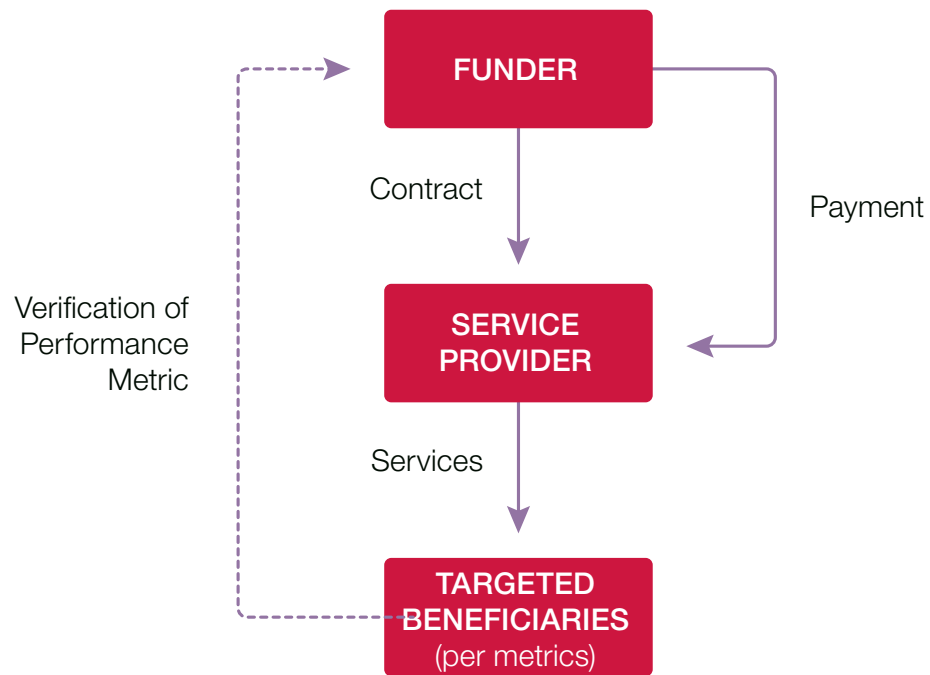 FUNDER
Contract
Payment
Verification of
Performance
Metric
SERVICE
PROVIDER
Services
TARGETED
BENEFICIARIES
(per metrics)